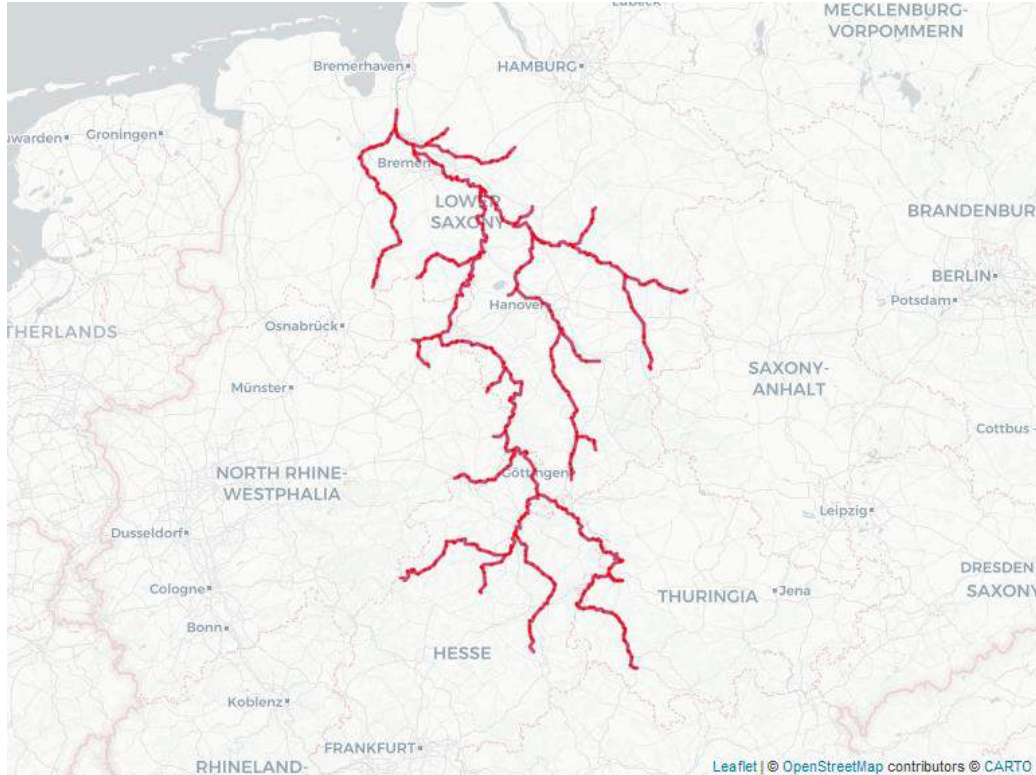 Lubeck
MECKLENBURG-
VORPOMMERN
Bremerhaven
HAMBURG
uwarden
Groningen
Bremen
LOWER
SAXONY
BRANDENBUR
BERLIN
Potsdam
Hanover
Osnabrück
THERLANDS
SAXONY-
ANHALT
Münster
Cottbus
NORTH RHINE-
WESTPHALIA
Göttingen
Leipzig
Dusseldorf
DRESDEN
SAXONY
Cologne
THURINGIA
Jena
Bonn
HESSE
Koblenz
FRANKFURT
RHINELAND-
Leaflet | © OpenStreetMap contributors © CARTO